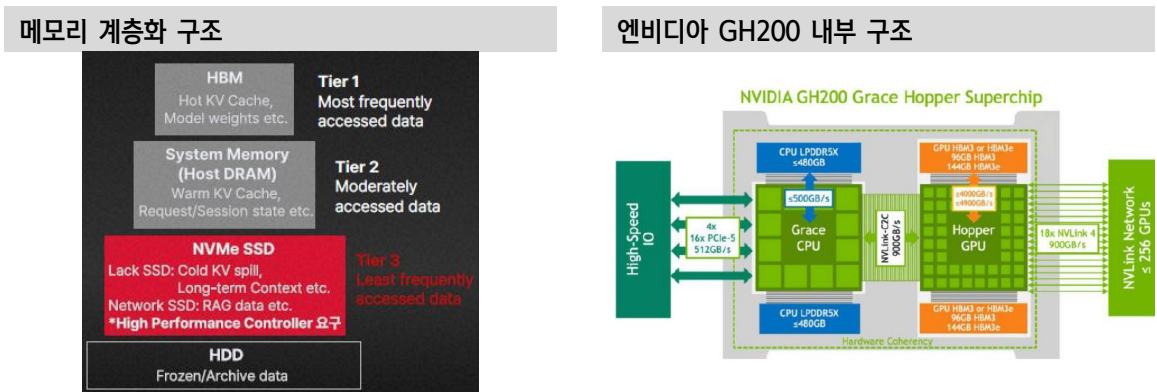 메모리 계층화 구조
HBM
Hot KV Cache,
Model weights etc.
Tier 1
Most frequently
accessed data
System Memory
(Host DRAM)
Warm KV Cache,
Request/Session state etc.
Tier 2
Moderately
accessed data
NVMe SSD
Lack SSD: Cold KV spill,
Long-term Context etc.
Network SSD: RAG data etc.
*High Performance Controller 요구
Tier 3
Least frequently
accessed data
HDD
Frozen/Archive data
엔비디아 GH200 내부 구조
NVIDIA GH200 Grace Hopper Superchip
High-Speed
IO
4x
16x PCIe-5
512GB/s
CPU LPDDR5X
≤480GB
≤500GB/s
Grace
CPU
CPU LPDDR5X
≤480GB
NVLink-C2C
900GB/s
GPU HBM3 or HBM3e
96GB HBM3
144GB HBM3e
≤4000GB/s
≤4900GB/s
Hopper
GPU
GPU HBM3 or HBM3e
96GB HBM3
144GB HBM3e
18x NVLink 4
900GB/s
NVLink Network
≤ 256 GPUs
Hardware Coherency